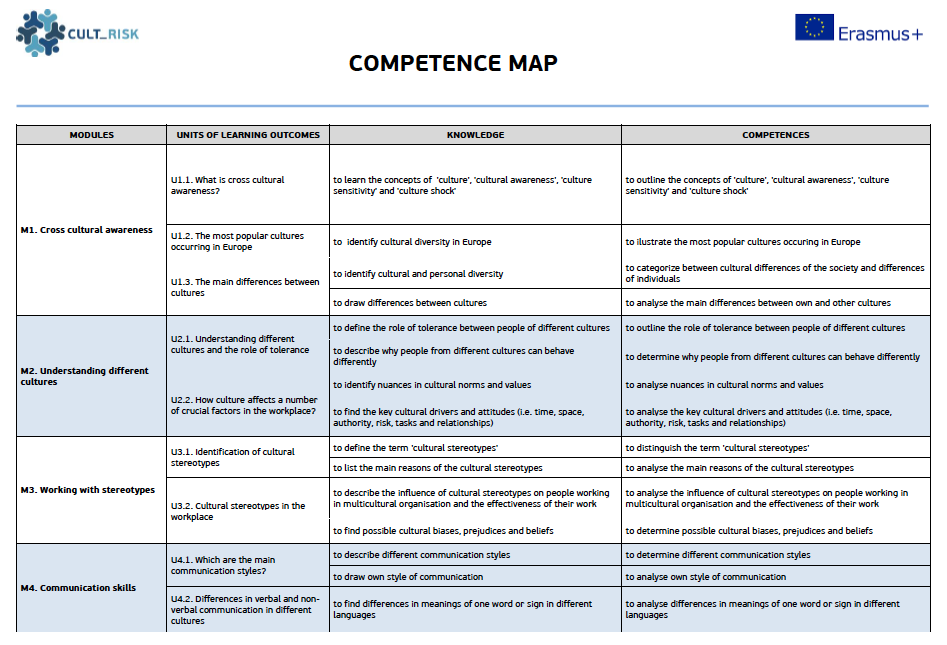 CULT_RISK
Erasmus+
COMPETENCE MAP
MODULES
UNITS OF LEARNING OUTCOMES
KNOWLEDGE
COMPETENCES
M1. Cross cultural awareness
U1.1. What is cross cultural
awareness?
to learn the concepts of 'culture', 'cultural awareness', 'culture
sensitivity' and 'culture shock'
to outline the concepts of 'culture', 'cultural awareness', 'culture
sensitivity' and 'culture shock'
U1.2. The most popular cultures
occurring in Europe
to identify cultural diversity in Europe
to ilustrate the most popular cultures occuring in Europe
U1.3. The main differences between
cultures
to identify cultural and personal diversity
to categorize between cultural differences of the society and differences
of individuals
to draw differences between cultures
to analyse the main differences between own and other cultures
M2. Understanding different
cultures
U2.1. Understanding different
cultures and the role of tolerance
to define the role of tolerance between people of different cultures
to outline the role of tolerance between people of different cultures
to describe why people from different cultures can behave
differently
to determine why people from different cultures can behave differently
U2.2. How culture affects a number
of crucial factors in the workplace?
to identify nuances in cultural norms and values
to analyse nuances in cultural norms and values
to find the key cultural drivers and attitudes (i.e. time, space,
authority, risk, tasks and relationships)
to analyse the key cultural drivers and attitudes (i.e. time, space,
authority, risk, tasks and relationships)
M3. Working with stereotypes
U3.1. Identification of cultural
stereotypes
to define the term 'cultural stereotypes'
to distinguish the term 'cultural stereotypes'
to list the main reasons of the cultural stereotypes
to analyse the main reasons of the cultural stereotypes
U3.2. Cultural stereotypes in the
workplace
to describe the influence of cultural stereotypes on people working
in multicultural organisation and the effectiveness of their work
to analyse the influence of cultural stereotypes on people working in
multicultural organisation and the effectiveness of their work
to find possible cultural biases, prejudices and beliefs
to determine possible cultural biases, prejudices and beliefs
M4. Communication skills
U4.1. Which are the main
communication styles?
to describe different communication styles
to determine different communication styles
to draw own style of communication
to analyse own style of communication
U4.2. Differences in verbal and non-
verbal communication in different
cultures
to find differences in meanings of one word or sign in different
languages
to analyse differences in meanings of one word or sign in different
languages